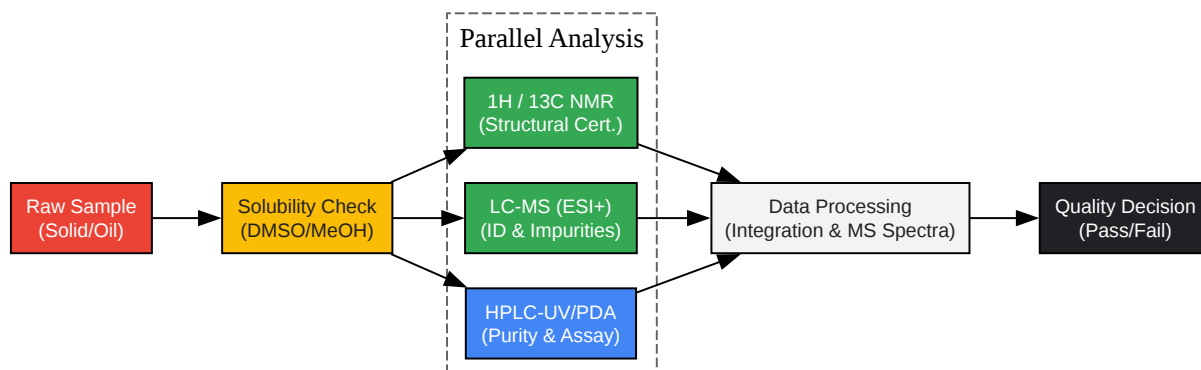 Parallel Analysis
Raw Sample
(Solid/Oil)
Solubility Check
(DMSO/MeOH)
1H / 13C NMR
(Structural Cert.)
LC-MS (ESI+)
(ID & Impurities)
HPLC-UV/PDA
(Purity & Assay)
Data Processing
(Integration & MS Spectra)
Quality Decision
(Pass/Fail)